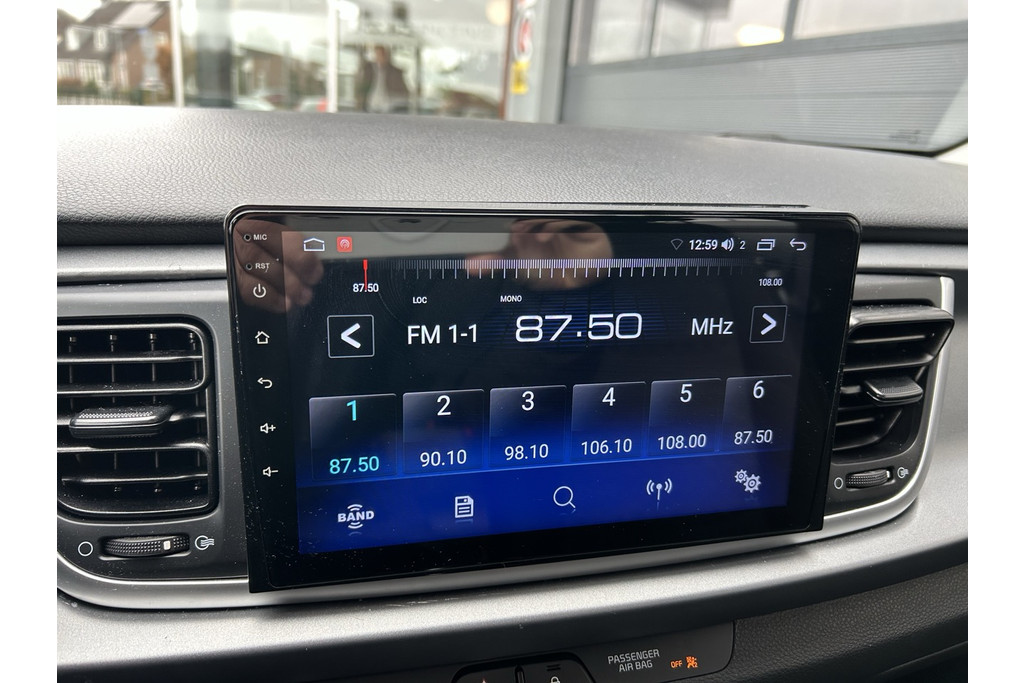 MIC
12:59 2
RST
87.50
108.00
LOC MONO
FM 1-1 87.50 MHz
1 2 3 4 5 6
87.50 90.10 98.10 106.10 108.00 87.50
BAND
PASSENGER
AIR BAG OFF